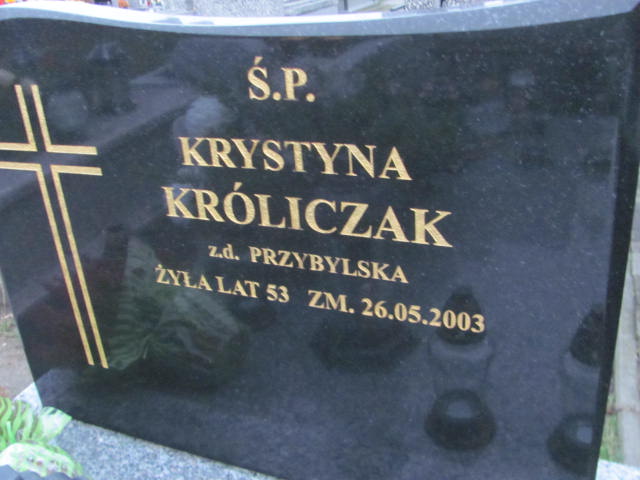 Ś.P.
KRYSTYNA
KRÓLICZAK
z.d. PRZYBYLSKA
ŻYŁA LAT 53 ZM. 26.05.2003